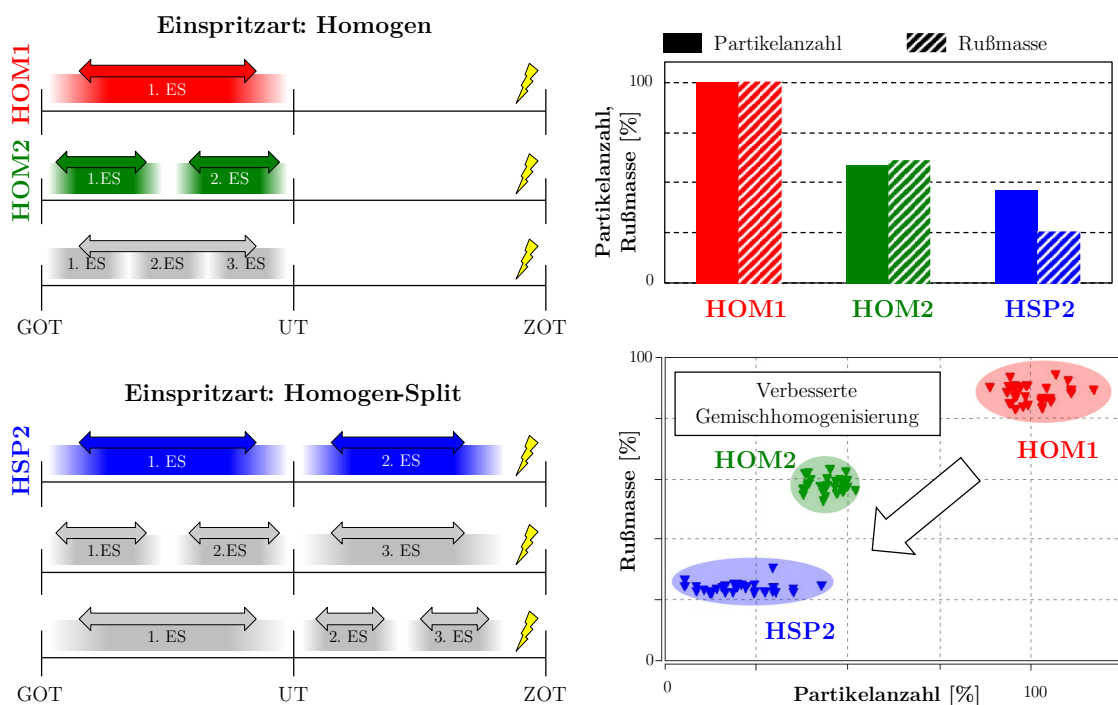 Einspritzart: Homogen
HOM1
1. ES
HOM2
1.ES
2. ES
1. ES
2.ES
3. ES
GOT
UT
ZOT
Einspritzart: Homogen-Split
HSP2
1. ES
2. ES
1.ES
2.ES
3. ES
1. ES
2. ES
3. ES
GOT
UT
ZOT
Partikelanzahl
Rußmasse
Partikelanzahl,
Rußmasse [%]
100
0
HOM1
HOM2
HSP2
Rußmasse [%]
100
0
Verbesserte
Gemischhomogenisierung
HOM1
HOM2
HSP2
0
Partikelanzahl [%]
100